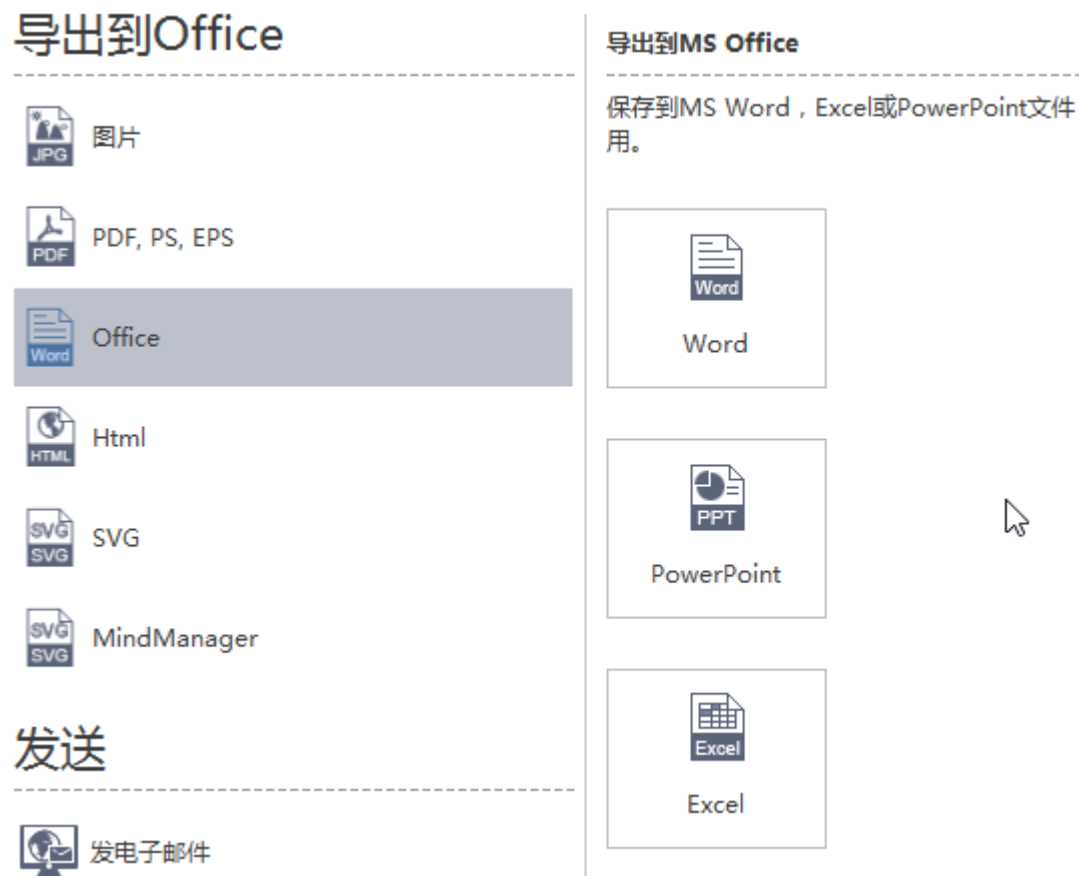 导出到Office
JPG
图片
PDF
PDF, PS, EPS
Word
Office
HTML
Html
SVG
SVG
SVG
SVG
SVG
MindManager
发送
发电子邮件
导出到MS Office
保存到MS Word，Excel或PowerPoint文件
用。
Word
Word
PPT
PowerPoint
Excel
Excel